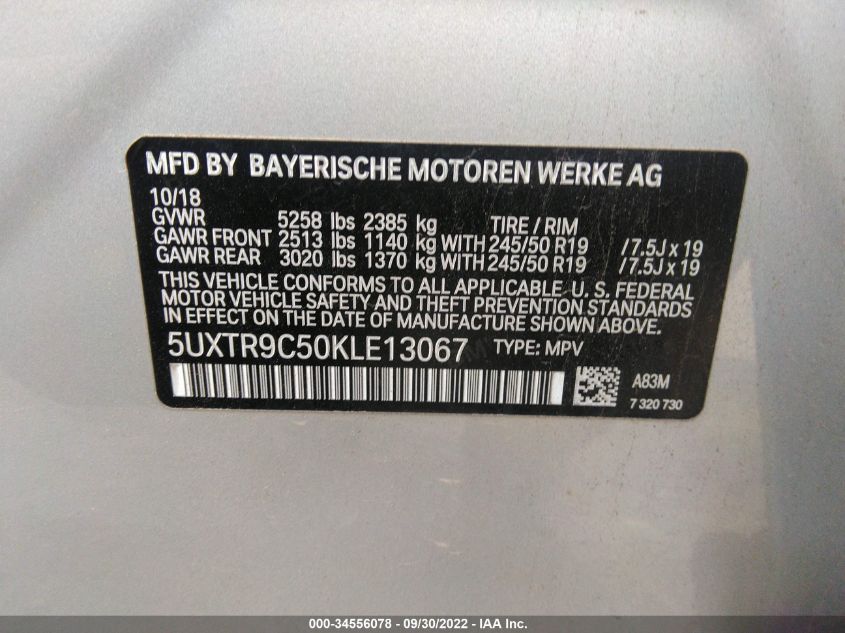 MFD BY BAYERISCHE MOTOREN WERKE AG
10/18
GVWR 5258 lbs 2385 kg TIRE / RIM
GAWR FRONT 2513 lbs 1140 kg WITH 245/50 R19 /7.5J x 19
GAWR REAR 3020 lbs 1370 kg WITH 245/50 R19 /7.5J x 19
THIS VEHICLE CONFORMS TO ALL APPLICABLE U. S. FEDERAL
MOTOR VEHICLE SAFETY AND THEFT PREVENTION STANDARDS
IN EFFECT ON THE DATE OF MANUFACTURE SHOWN ABOVE.
5UXTR9C50KLE13067 TYPE: MPV
A83M
7 320 730
000-34556078 - 09/30/2022 - IAA Inc.